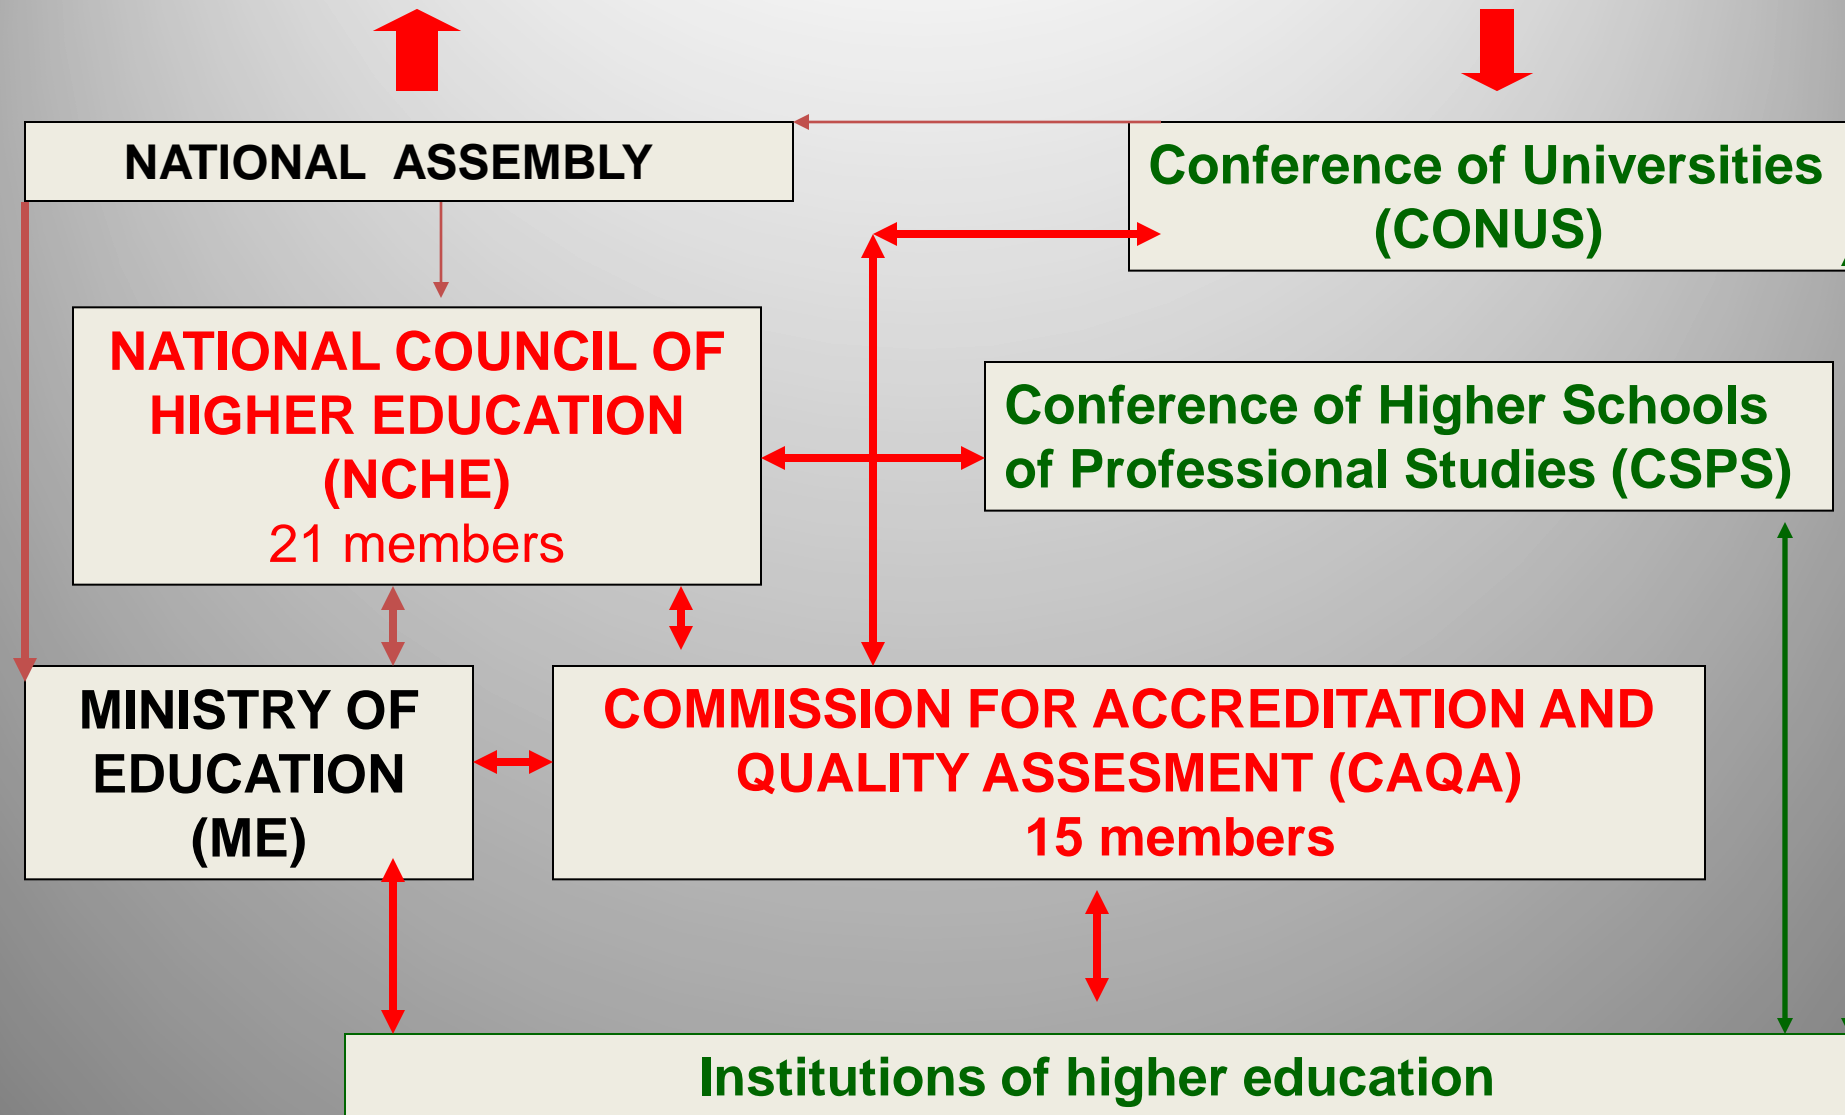 NATIONAL ASSEMBLY
Conference of Universities
(CONUS)
NATIONAL COUNCIL OF
HIGHER EDUCATION
(NCHE)
21 members
Conference of Higher Schools
of Professional Studies (CSPS)
MINISTRY OF
EDUCATION
(ME)
COMMISSION FOR ACCREDITATION AND
QUALITY ASSESMENT (CAQA)
15 members
Institutions of higher education